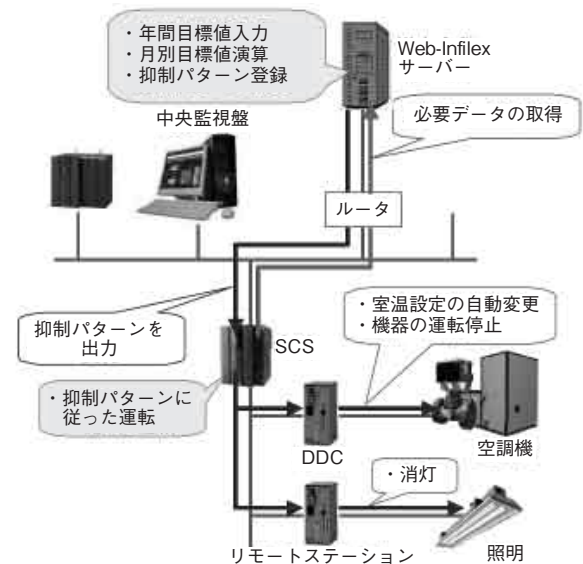 ・年間目標値入力
・月別目標値演算
・抑制パターン登録
Web-Infilex
サーバー
中央監視盤
必要データの取得
ルータ
・室温設定の自動変更
・機器の運転停止
抑制パターンを
出力
SCS
・抑制パターンに
従った運転
DDC
空調機
・消灯
リモートステーション
照明